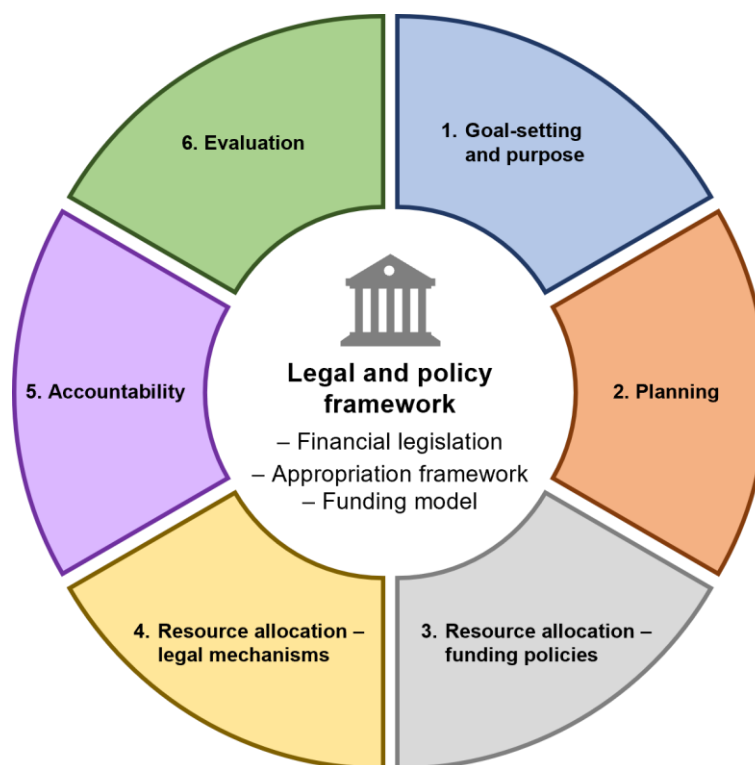 1. Goal-setting
and purpose
2. Planning
3. Resource allocation –
funding policies
4. Resource allocation –
legal mechanisms
5. Accountability
6. Evaluation
Legal and policy
framework
– Financial legislation
– Appropriation framework
– Funding model